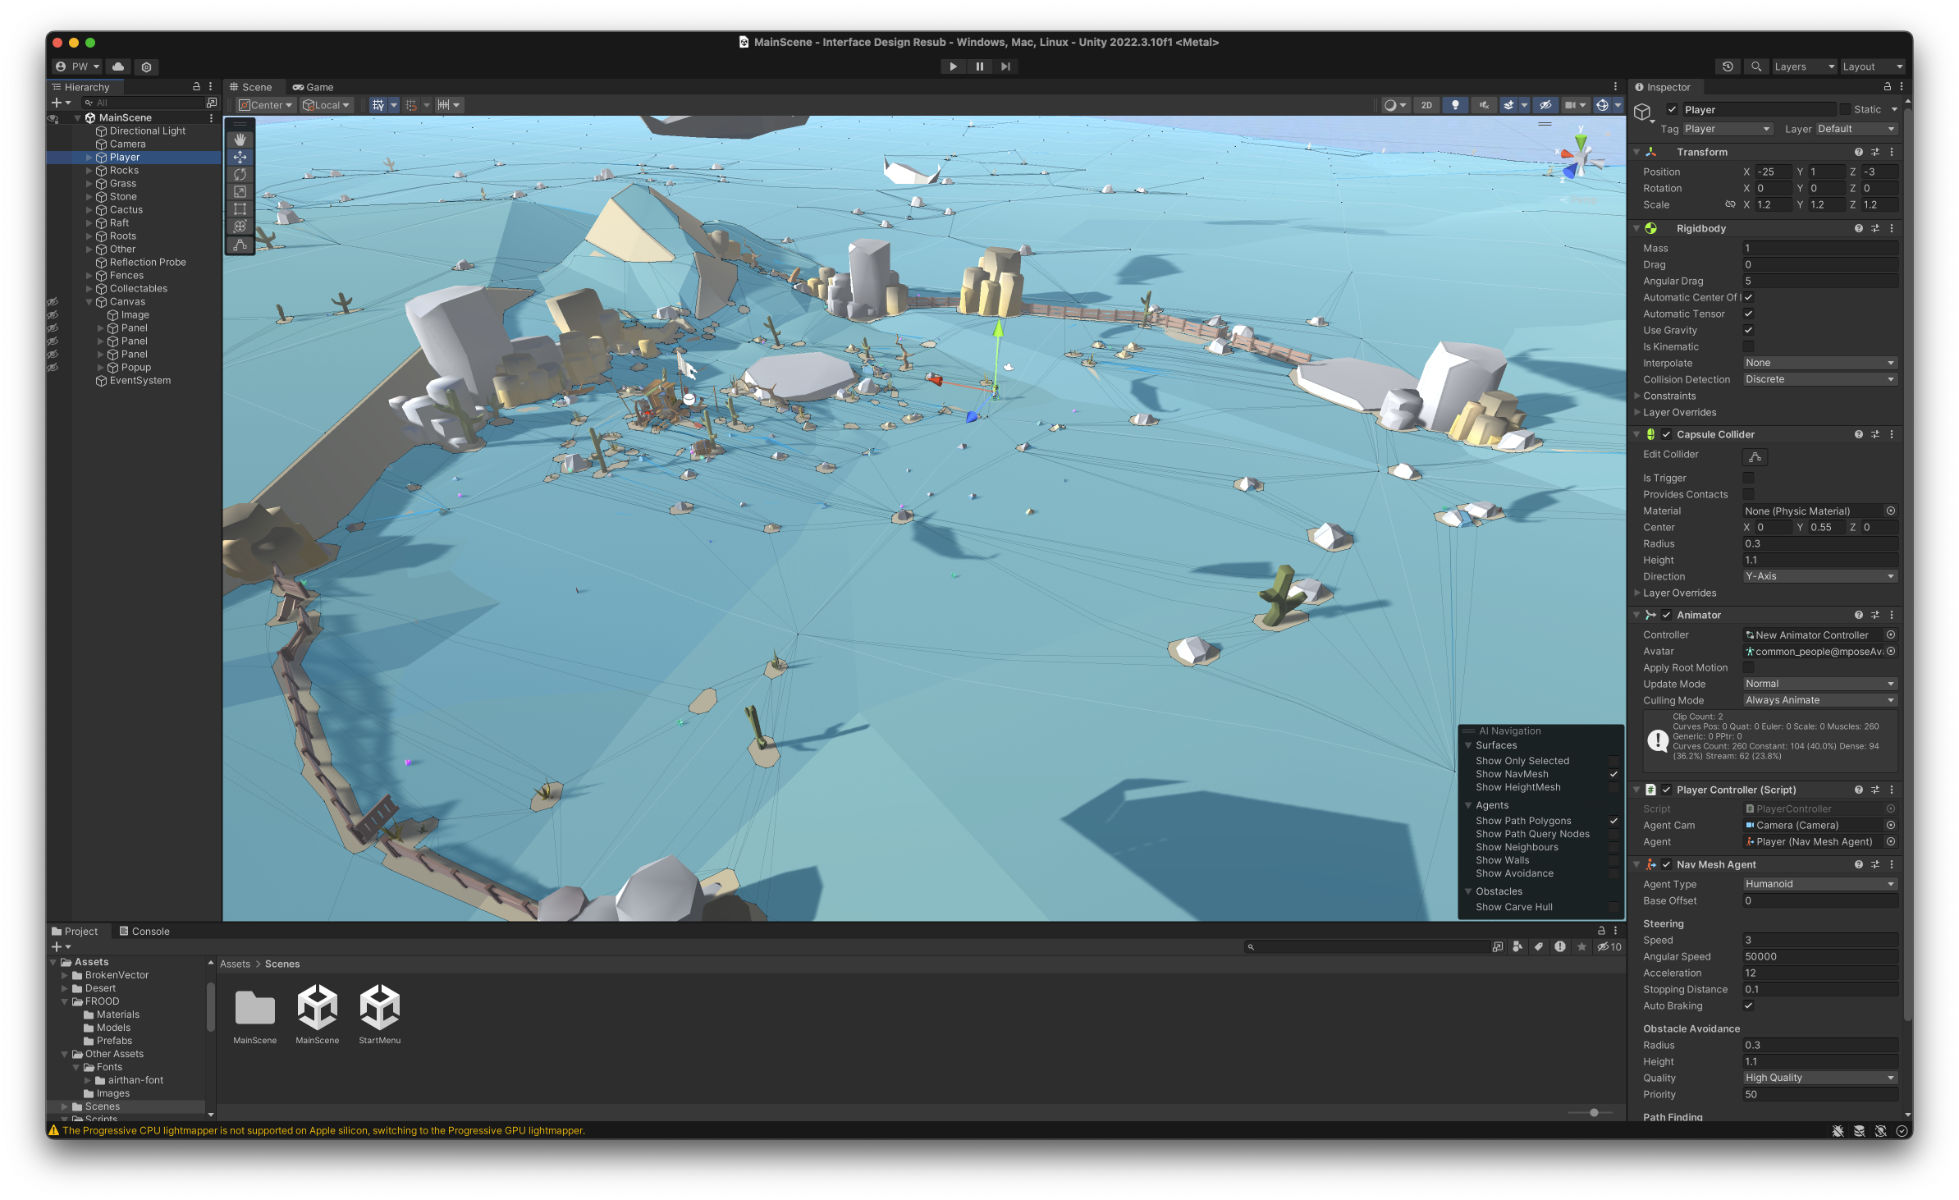 MainScene - Interface Design Resub - Windows, Mac, Linux - Unity 2022.3.10f1 <Metal>
PW
Layers
Layout
Hierarchy
All
MainScene
Directional Light
Camera
Player
Rocks
Grass
Stone
Cactus
Raft
Roots
Other
Reflection Probe
Fences
Collectables
Canvas
Image
Panel
Panel
Panel
Popup
EventSystem
Scene
Game
Center
Local
2D
y
AI Navigation
Surfaces
Show Only Selected
Show NavMesh
Show HeightMesh
Agents
Show Path Polygons
Show Path Query Nodes
Show Neighbours
Show Walls
Show Avoidance
Obstacles
Show Carve Hull
Inspector
Player
Static
Tag Player
Layer Default
Transform
Position X -25 Y 1 Z -3
Rotation X 0 Y 0 Z 0
Scale X 1.2 Y 1.2 Z 1.2
Rigidbody
Mass 1
Drag 0
Angular Drag 5
Automatic Center Of
Automatic Tensor
Use Gravity
Is Kinematic
Interpolate None
Collision Detection Discrete
Constraints
Layer Overrides
Capsule Collider
Edit Collider
Is Trigger
Provides Contacts
Material None (Physic Material)
Center X 0 Y 0.55 Z 0
Radius 0.3
Height 1.1
Direction Y-Axis
Layer Overrides
Animator
Controller New Animator Controller
Avatar common_people@mposeAv
Apply Root Motion
Update Mode Normal
Culling Mode Always Animate
Clip Count: 2
Curves Pos: 0 Quat: 0 Euler: 0 Scale: 0 Muscles: 260
Generic: 0 PPtr: 0
Curves Count: 260 Constant: 104 (40.0%) Dense: 94
(36.2%) Stream: 62 (23.8%)
Player Controller (Script)
Script PlayerController
Agent Cam Camera (Camera)
Agent Player (Nav Mesh Agent)
Nav Mesh Agent
Agent Type Humanoid
Base Offset 0
Steering
Speed 3
Angular Speed 50000
Acceleration 12
Stopping Distance 0.1
Auto Braking
Obstacle Avoidance
Radius 0.3
Height 1.1
Quality High Quality
Priority 50
Path Finding
Project
Console
10
Assets
BrokenVector
Desert
FROOD
Materials
Models
Prefabs
Other Assets
Fonts
airthan-font
Images
Scenes
Scripts
Assets > Scenes
MainScene
MainScene
StartMenu
The Progressive CPU lightmapper is not supported on Apple silicon, switching to the Progressive GPU lightmapper.